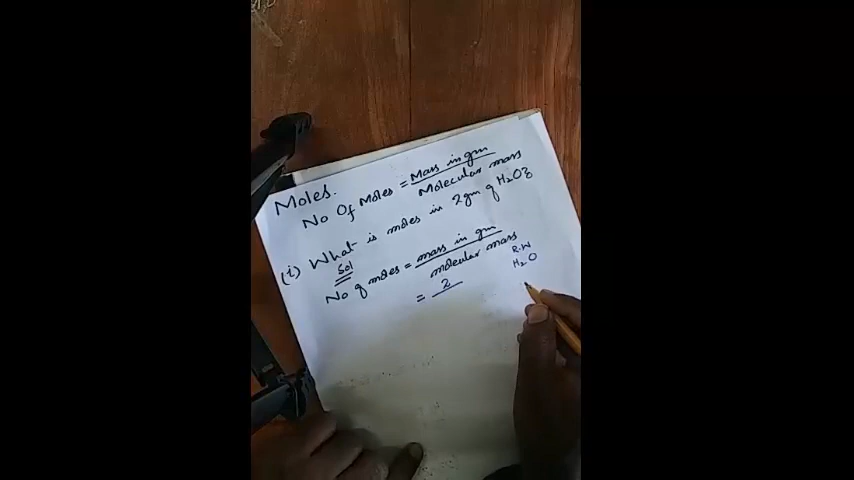 Moles.
No Of Moles = Mass in gm
Molecular mass
(i) What is moles in 2gm of H2O?
Sol
No of moles = mass in gm
molecular mass
= 2
R.W
H2O